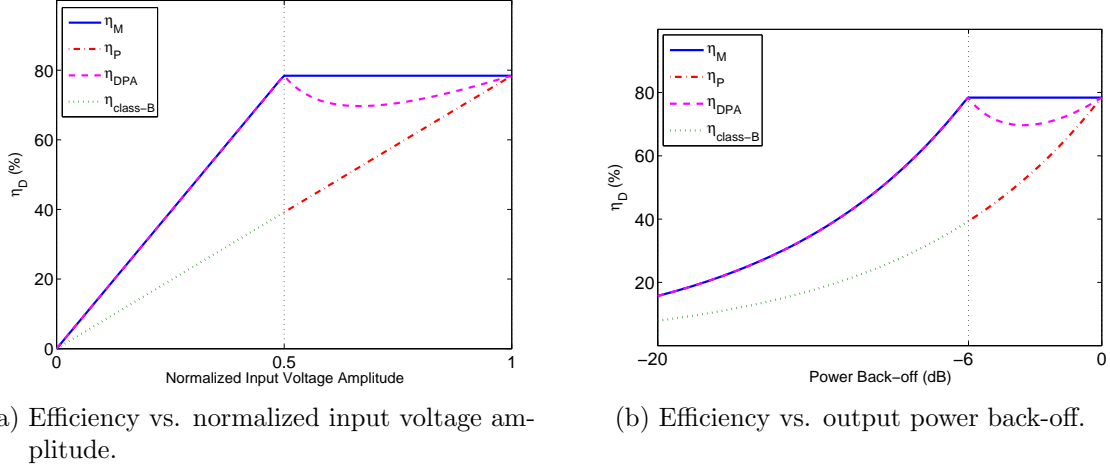 η_M
η_P
η_DPA
η_class−B
80
60
40
20
0
η_D (%)
0
0.5
1
Normalized Input Voltage Amplitude
η_M
η_P
η_DPA
η_class−B
80
60
40
20
η_D (%)
−20
−6
0
Power Back−off (dB)
a) Efficiency vs. normalized input voltage am-
plitude.
(b) Efficiency vs. output power back-off.